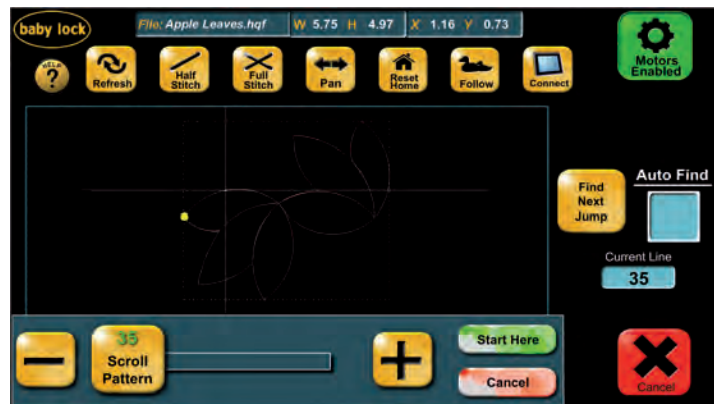 baby lock
File: Apple Leaves.hqf W 5.75 H 4.97 X 1.16 Y 0.73
HELP
?
Refresh
Half
Stitch
Full
Stitch
Pan
Reset
Home
Follow
Connect
Motors
Enabled
Find
Next
Jump
Auto Find
Current Line
35
35
Scroll
Pattern
Start Here
Cancel
Cancel